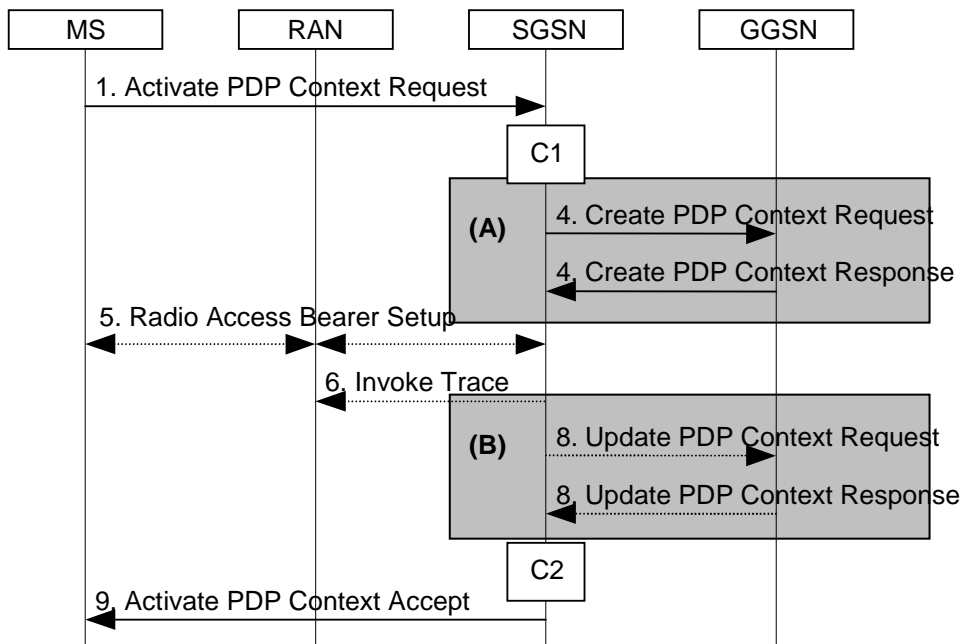 MS
RAN
SGSN
GGSN
1. Activate PDP Context Request
C1
(A)
4. Create PDP Context Request
4. Create PDP Context Response
5. Radio Access Bearer Setup
6. Invoke Trace
(B)
8. Update PDP Context Request
8. Update PDP Context Response
C2
9. Activate PDP Context Accept